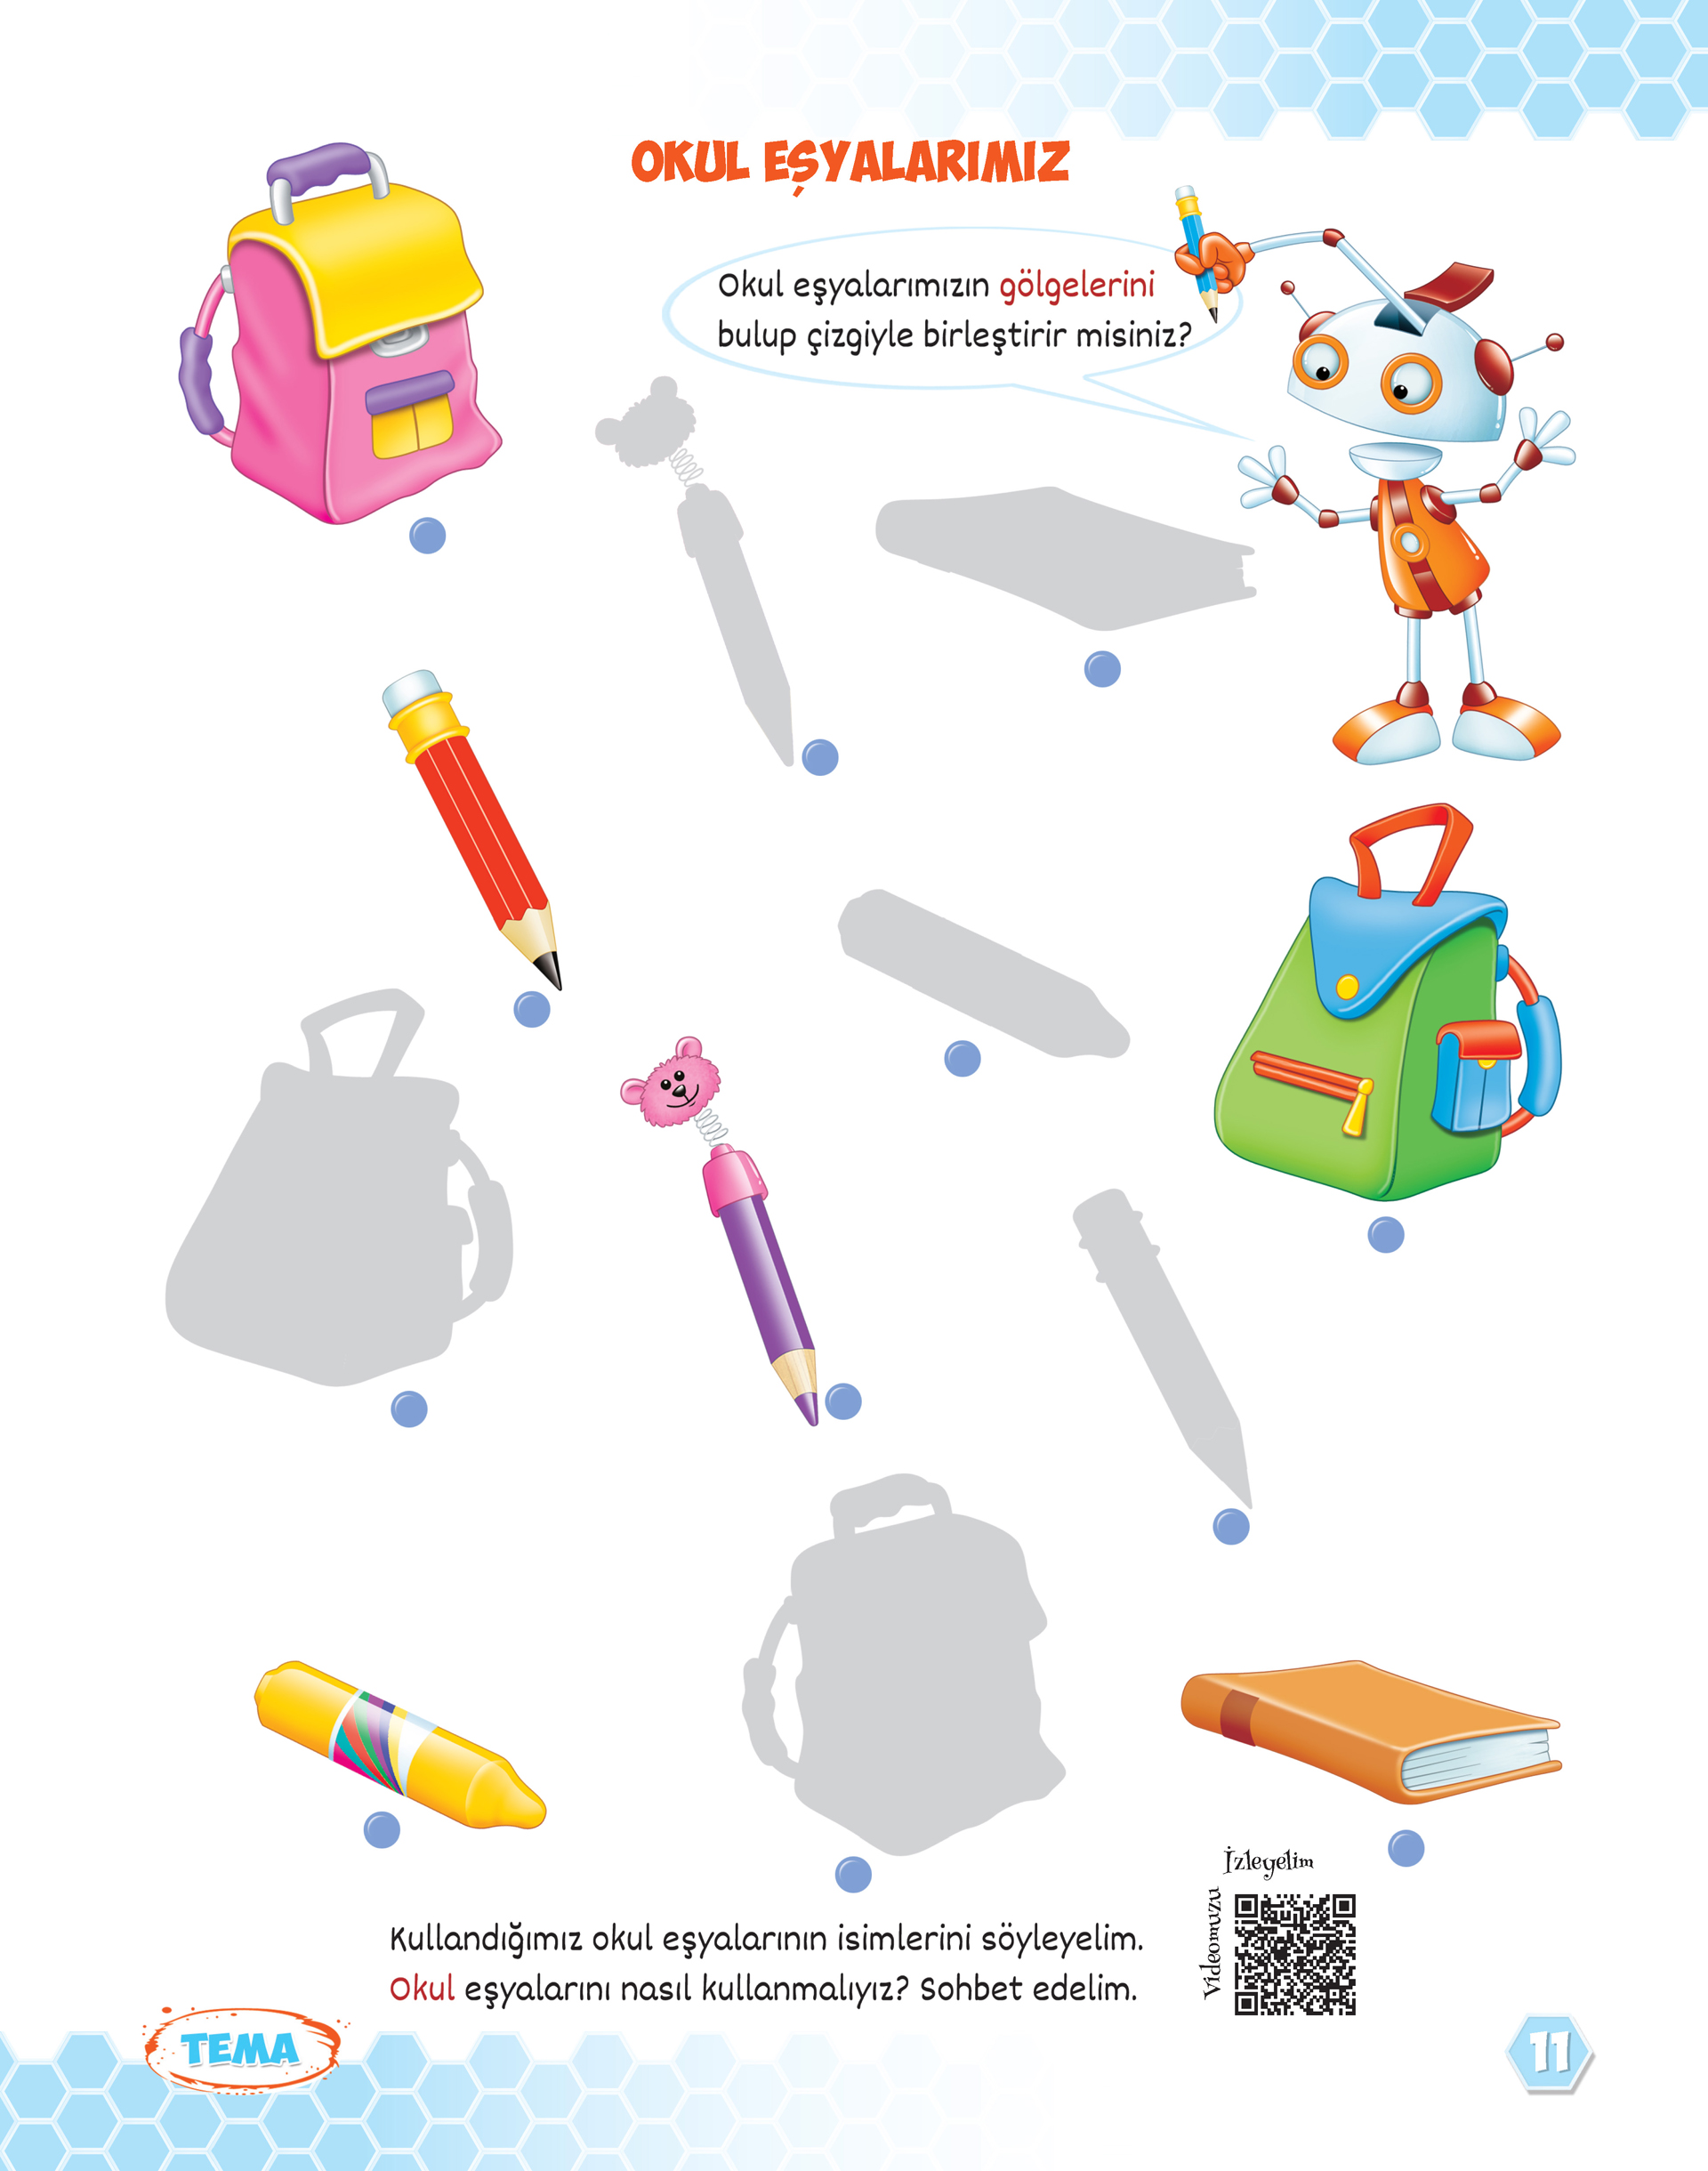 OKUL EŞYALARIMIZ
Okul eşyalarımızın gölgelerini
bulup çizgiyle birleştirir misiniz?
İzleyelim
Videomuzu
Kullandığımız okul eşyalarının isimlerini söyleyelim.
Okul eşyalarını nasıl kullanmalıyız? Sohbet edelim.
TEMA
11